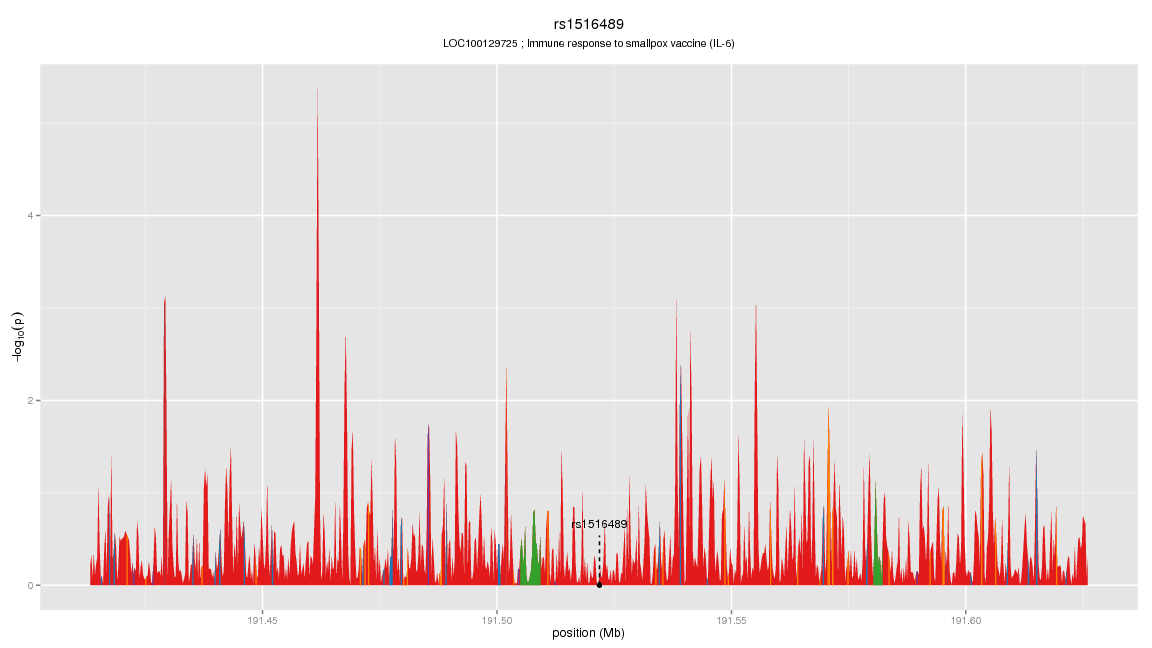 rs1516489
LOC100129725 ; Immune response to smallpox vaccine (IL-6)
−log10(p)
4
2
0
rs1516489
191.45 191.50 191.55 191.60
position (Mb)